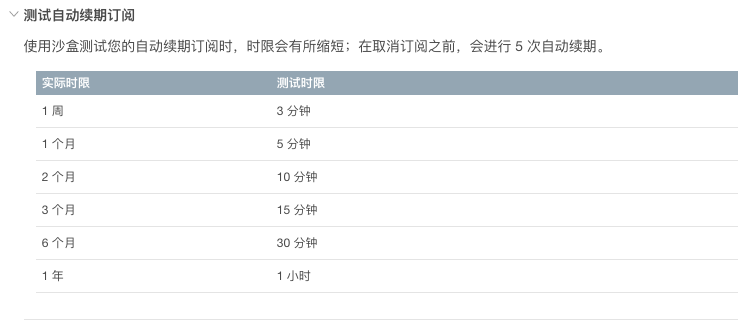 测试自动续期订阅
使用沙盒测试您的自动续期订阅时，时限会有所缩短；在取消订阅之前，会进行 5 次自动续期。
实际时限 测试时限
1 周 3 分钟
1 个月 5 分钟
2 个月 10 分钟
3 个月 15 分钟
6 个月 30 分钟
1 年 1 小时